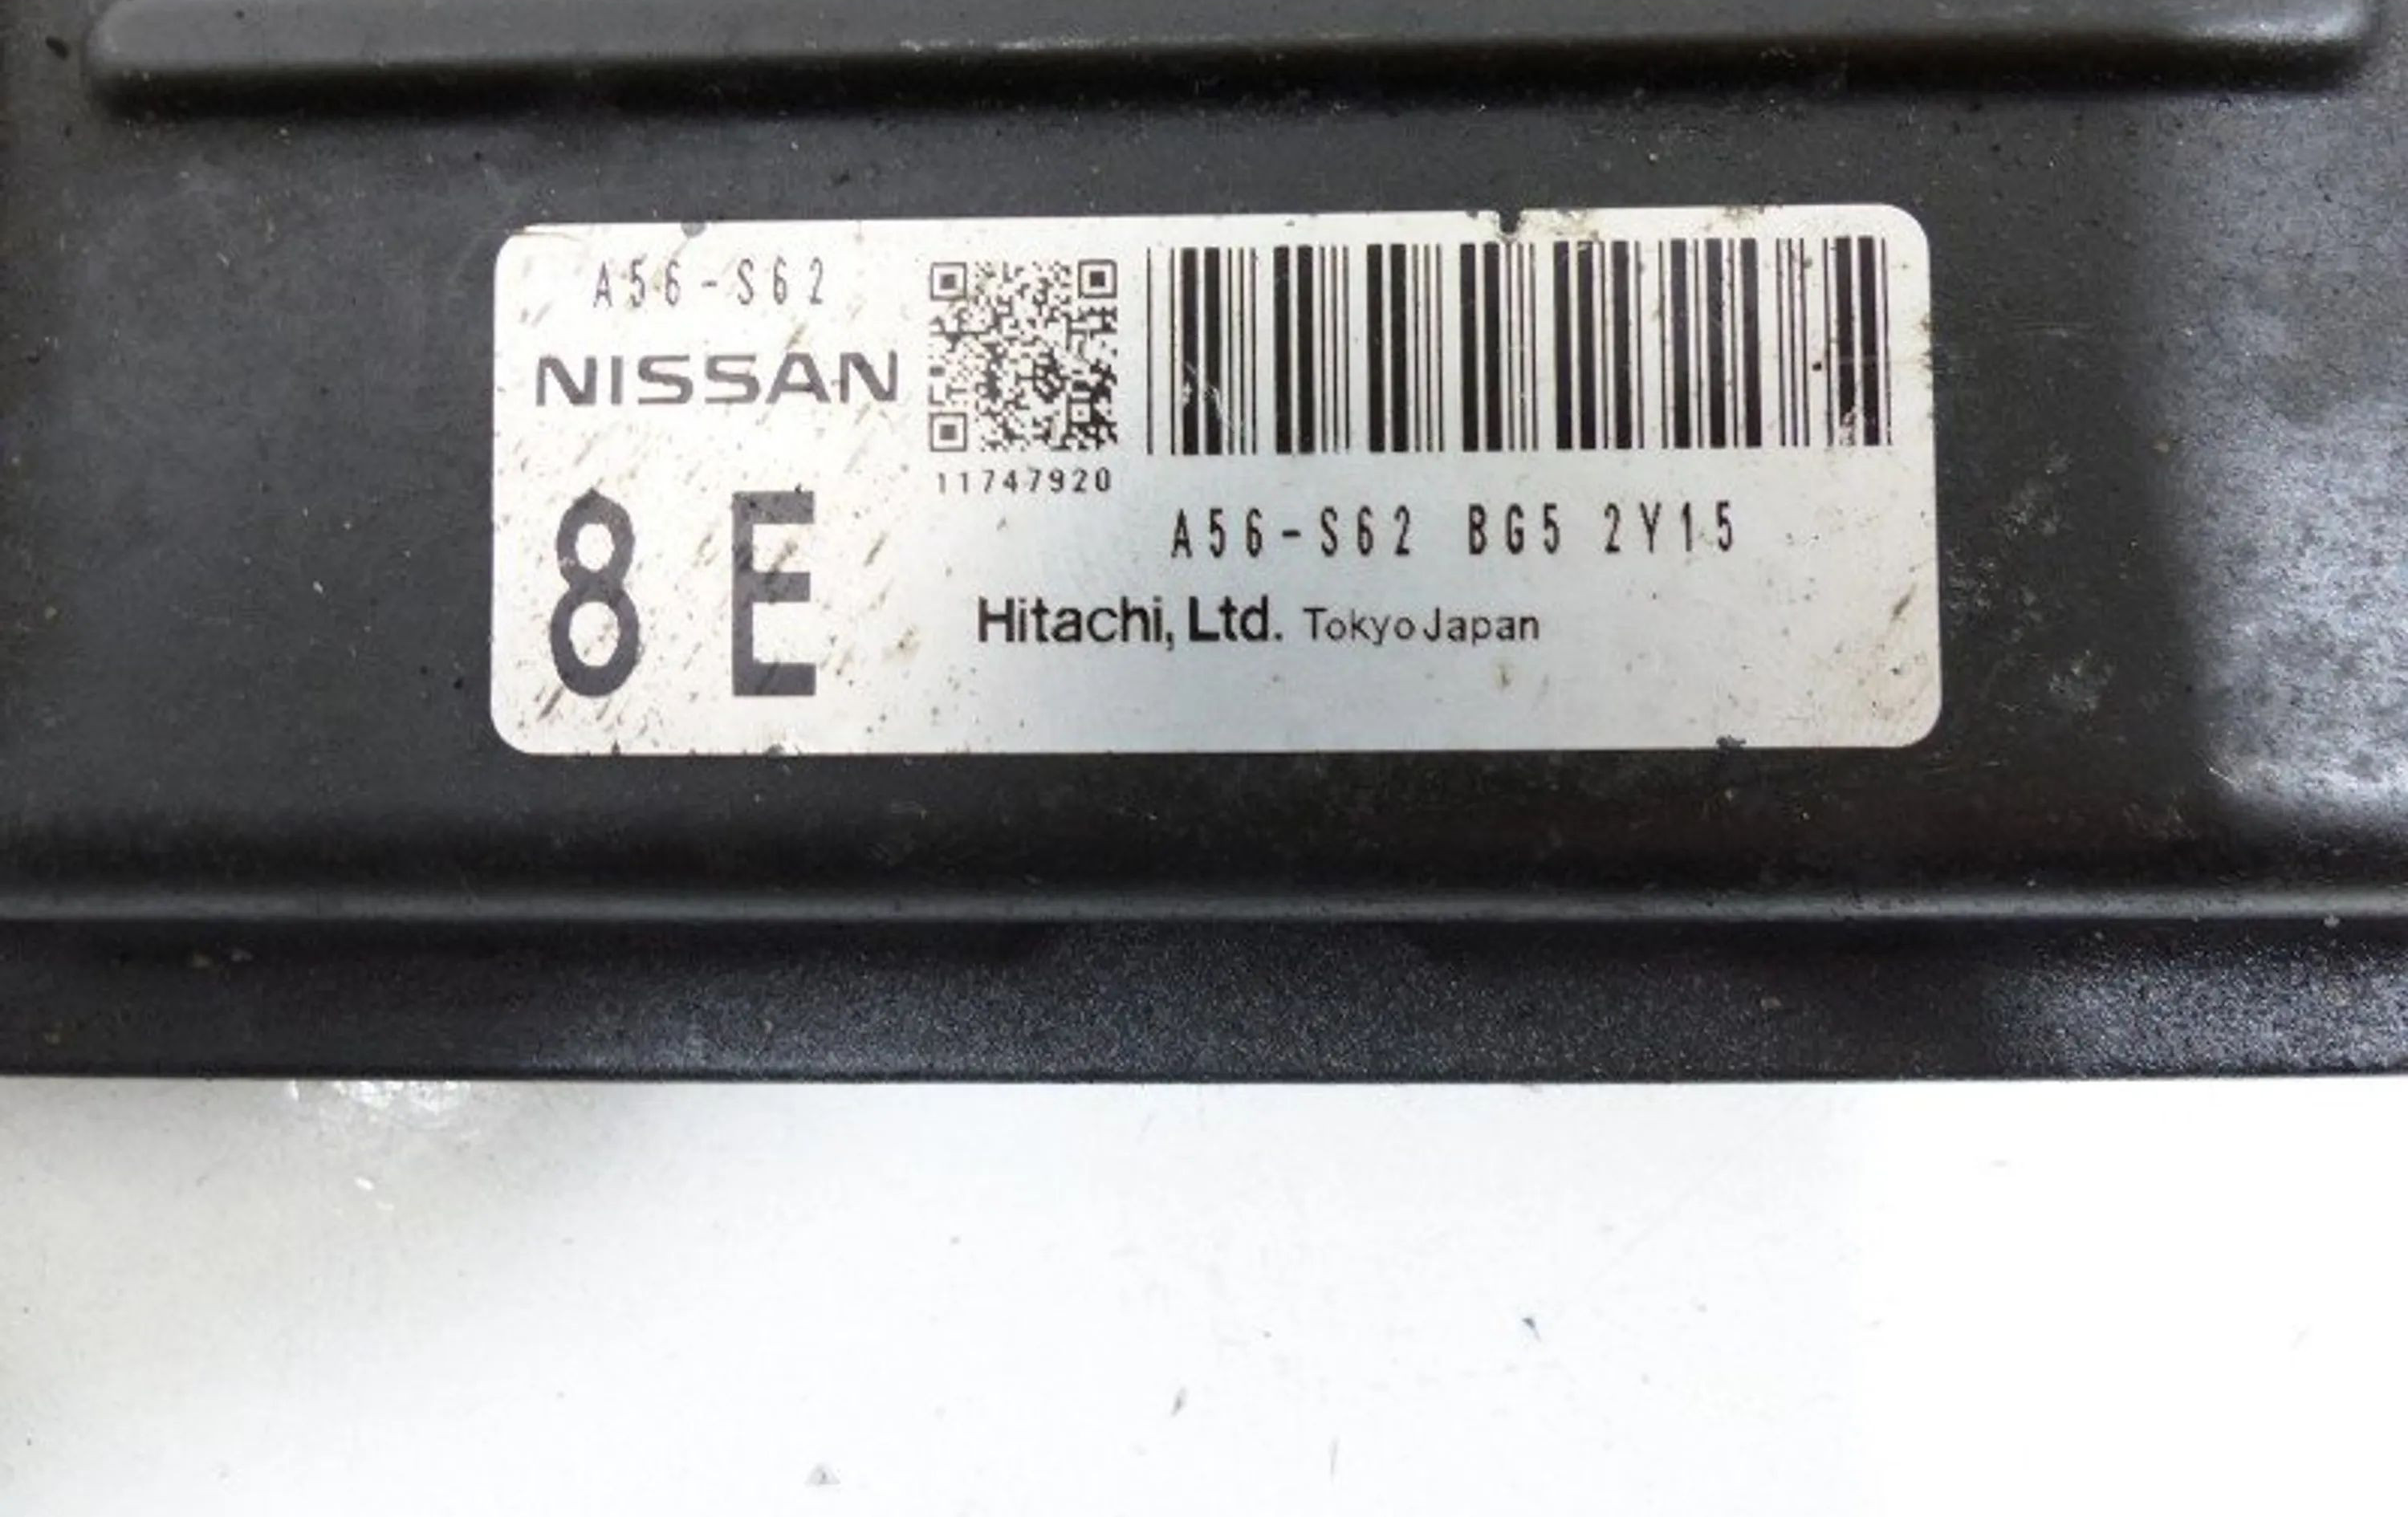 A56-S62
NISSAN
8 E
11747920
A56-S62 BG5 2Y15
Hitachi, Ltd. Tokyo Japan